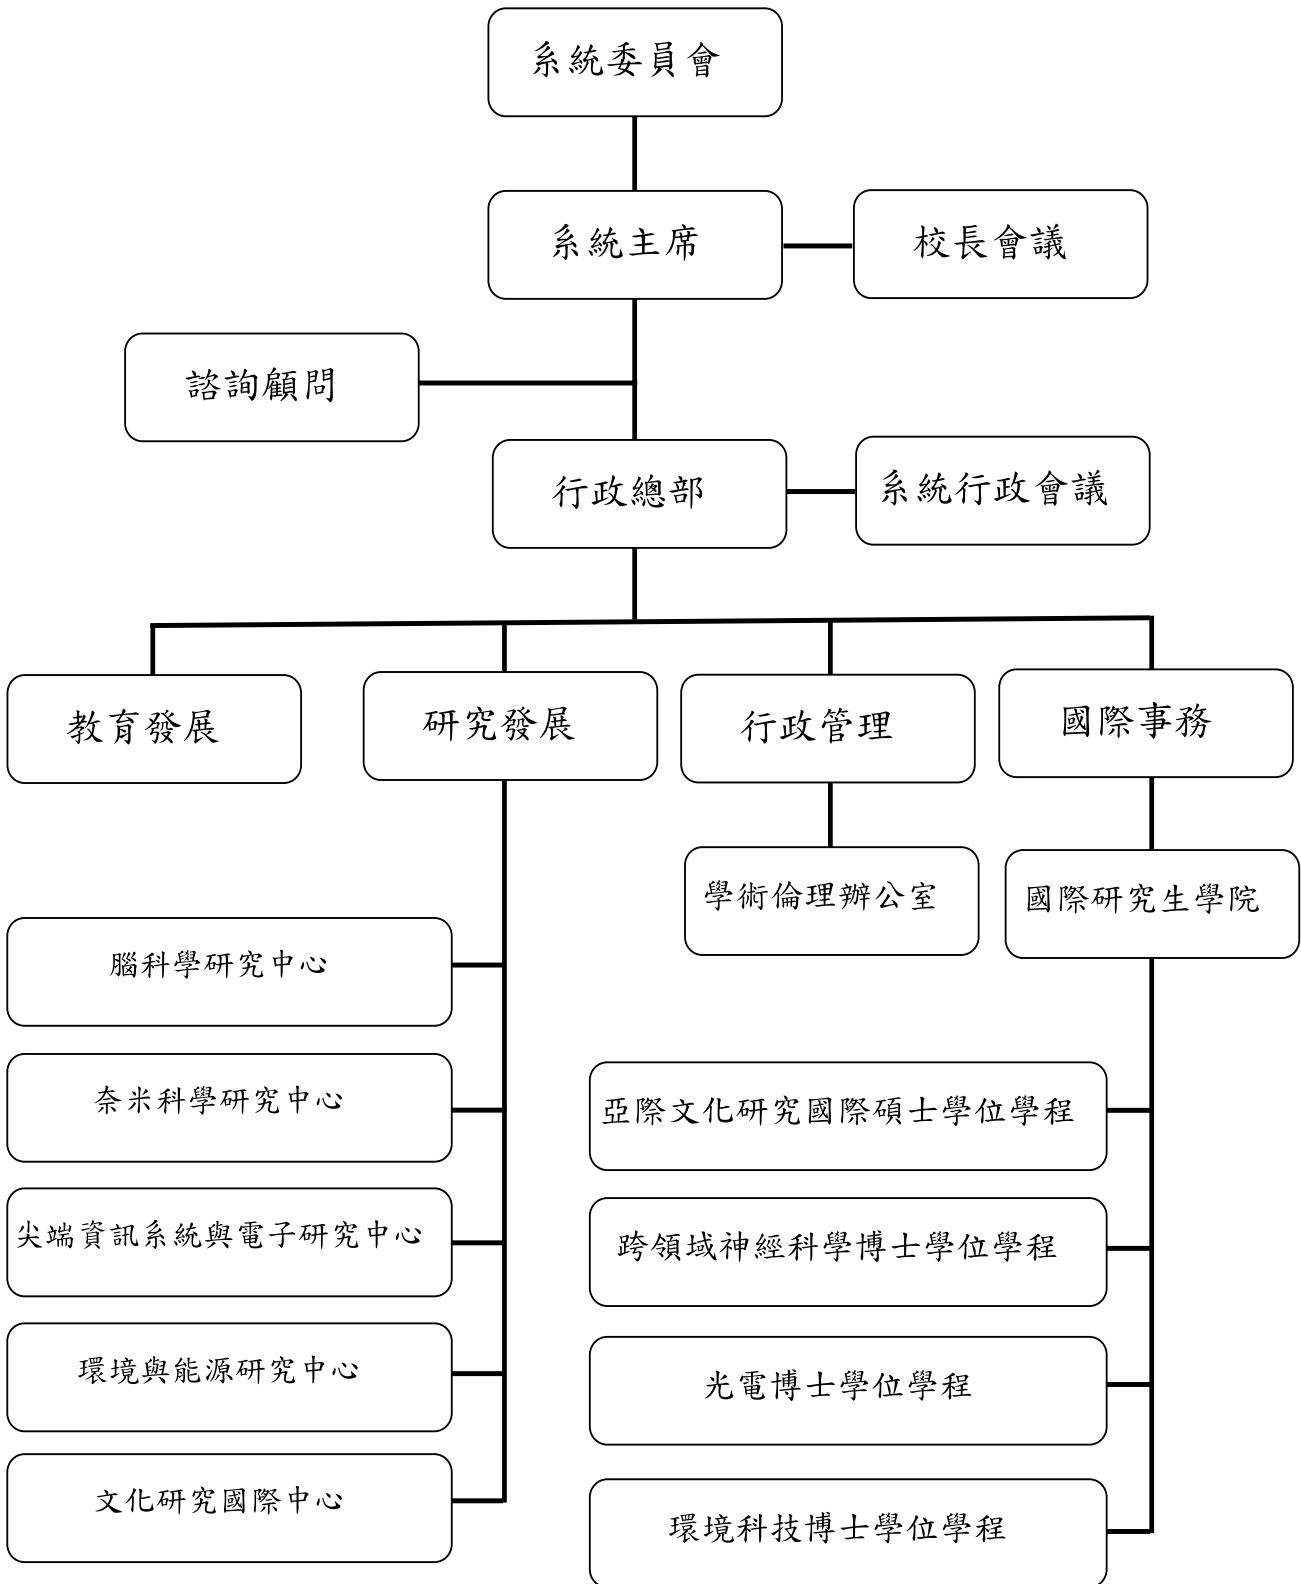 系統委員會
系統主席
校長會議
諮詢顧問
行政總部
系統行政會議
教育發展
研究發展
行政管理
國際事務
學術倫理辦公室
國際研究生學院
腦科學研究中心
奈米科學研究中心
尖端資訊系統與電子研究中心
環境與能源研究中心
文化研究國際中心
亞際文化研究國際碩士學位學程
跨領域神經科學博士學位學程
光電博士學位學程
環境科技博士學位學程